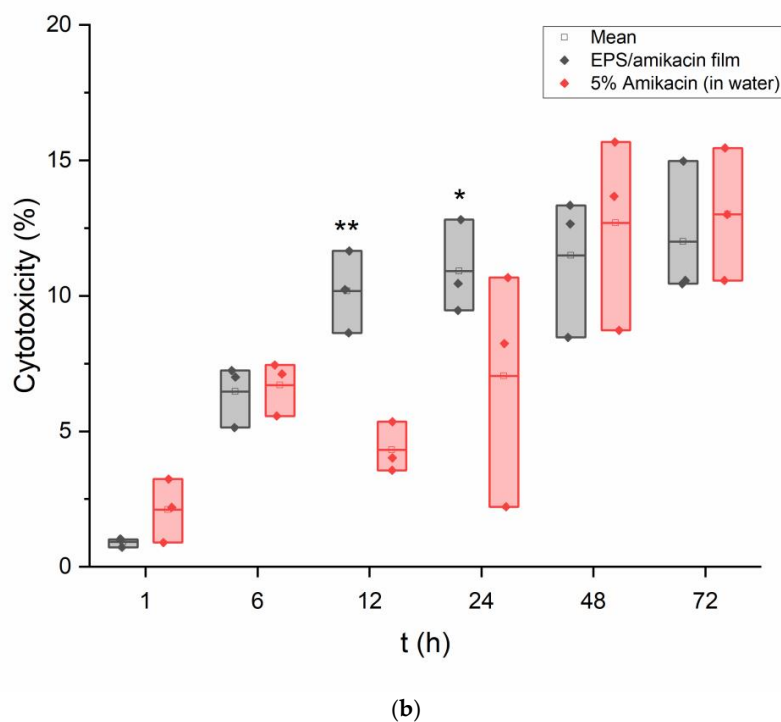 20
Mean
EPS/amikacin film
5% Amikacin (in water)
15
**
*
Cytotoxicity (%)
10
5
0
1 6 12 24 48 72
t (h)
(b)